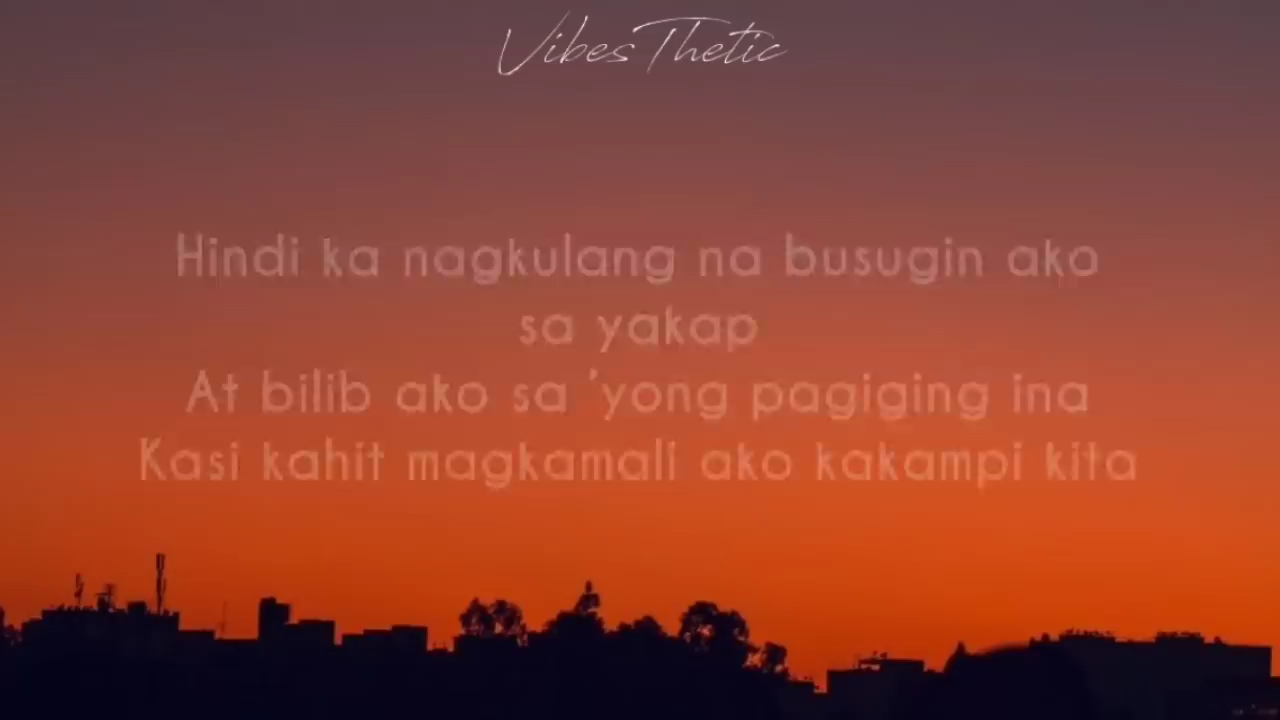 VibesThetic
Hindi ka nagkulang na busugin ako
sa yakap
At bilib ako sa 'yong pagiging ina
Kasi kahit magkamali ako kakampi kita